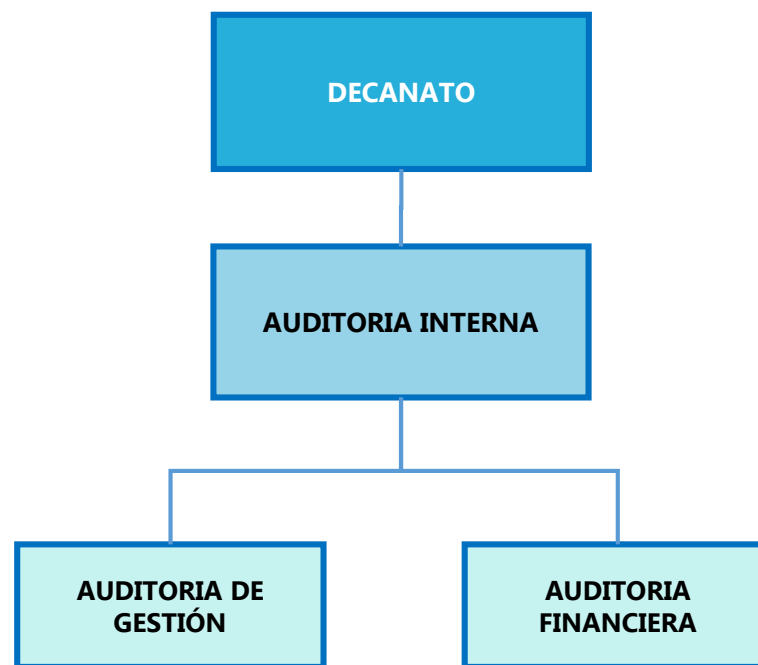 DECANATO
AUDITORIA INTERNA
AUDITORIA DE
GESTIÓN
AUDITORIA
FINANCIERA